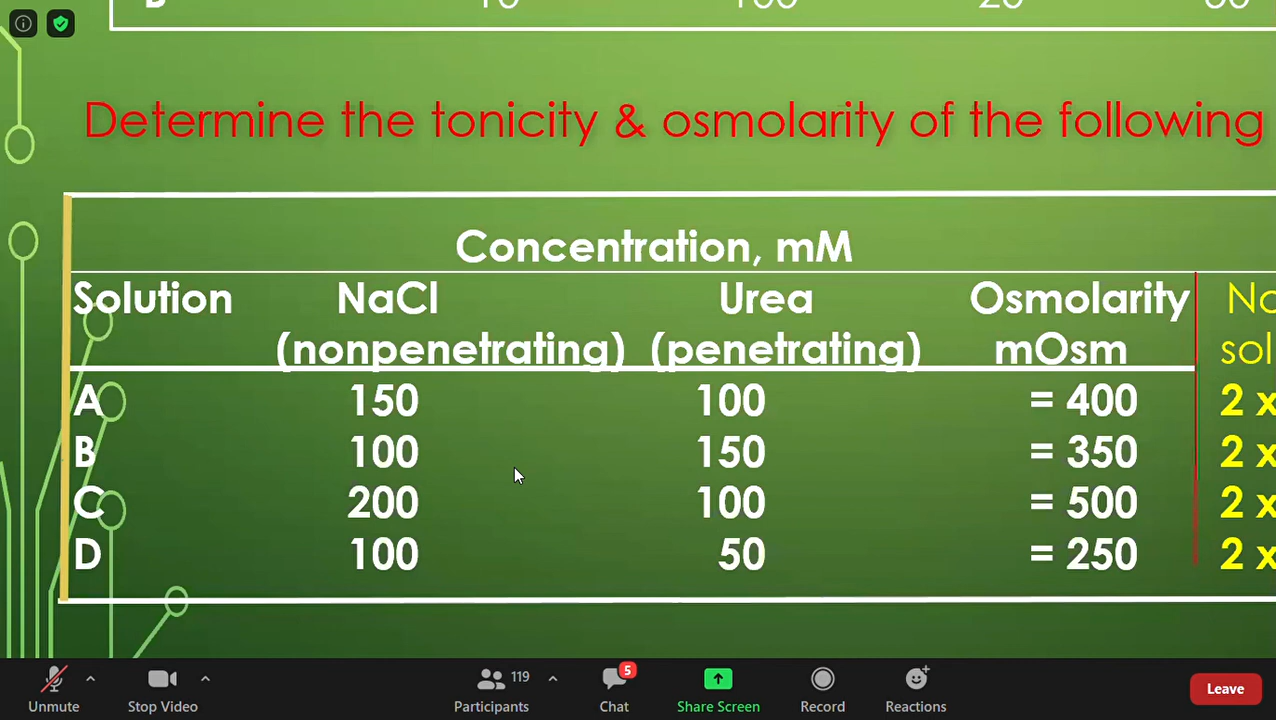 Determine the tonicity & osmolarity of the following
Concentration, mM
Solution NaCl Urea Osmolarity
(nonpenetrating) (penetrating) mOsm sol
A 150 100 = 400 2 x
B 100 150 = 350 2 x
C 200 100 = 500 2 x
D 100 50 = 250 2 x
119 5
Unmute Stop Video Participants Chat Share Screen Record Reactions Leave